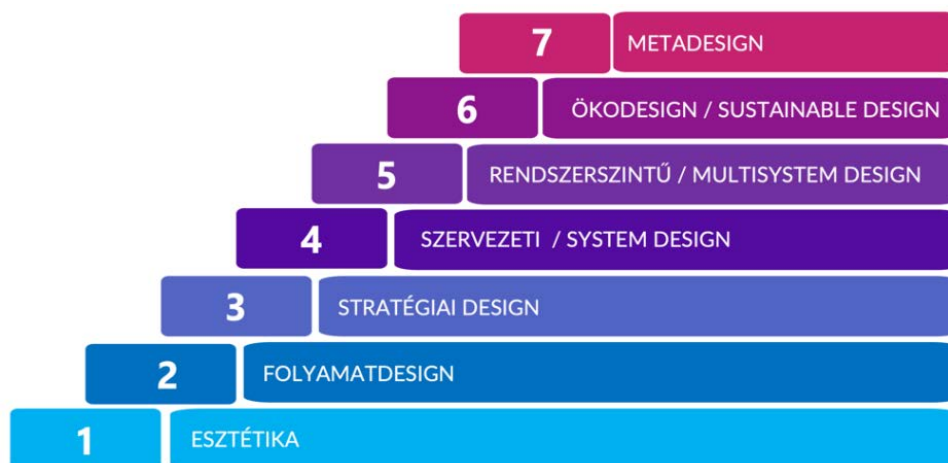 7 METADESIGN
6 ÖKODESIGN / SUSTAINABLE DESIGN
5 RENDSZERSZINTŰ / MULTISYSTEM DESIGN
4 SZERVEZETI / SYSTEM DESIGN
3 STRATÉGIAI DESIGN
2 FOLYAMATDESIGN
1 ESZTÉTIKA